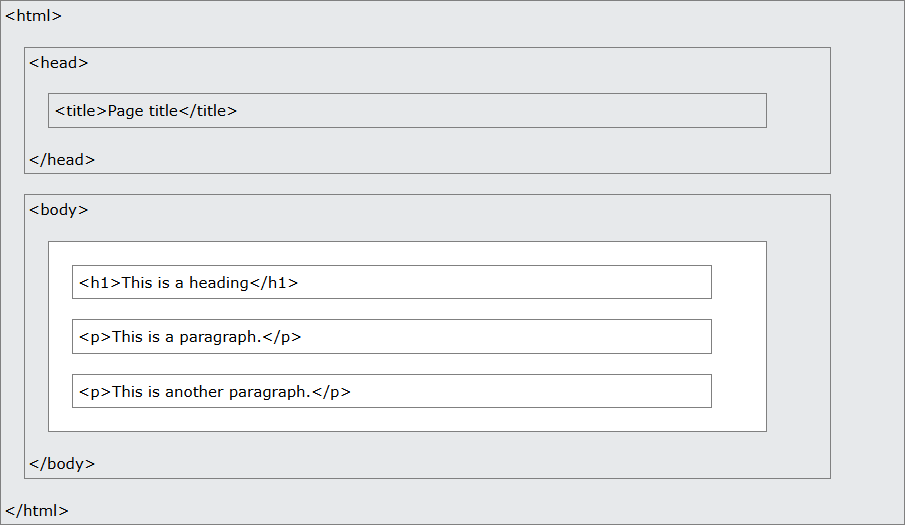 <html>
<head>
<title>Page title</title>
</head>
<body>
<h1>This is a heading</h1>
<p>This is a paragraph.</p>
<p>This is another paragraph.</p>
</body>
</html>